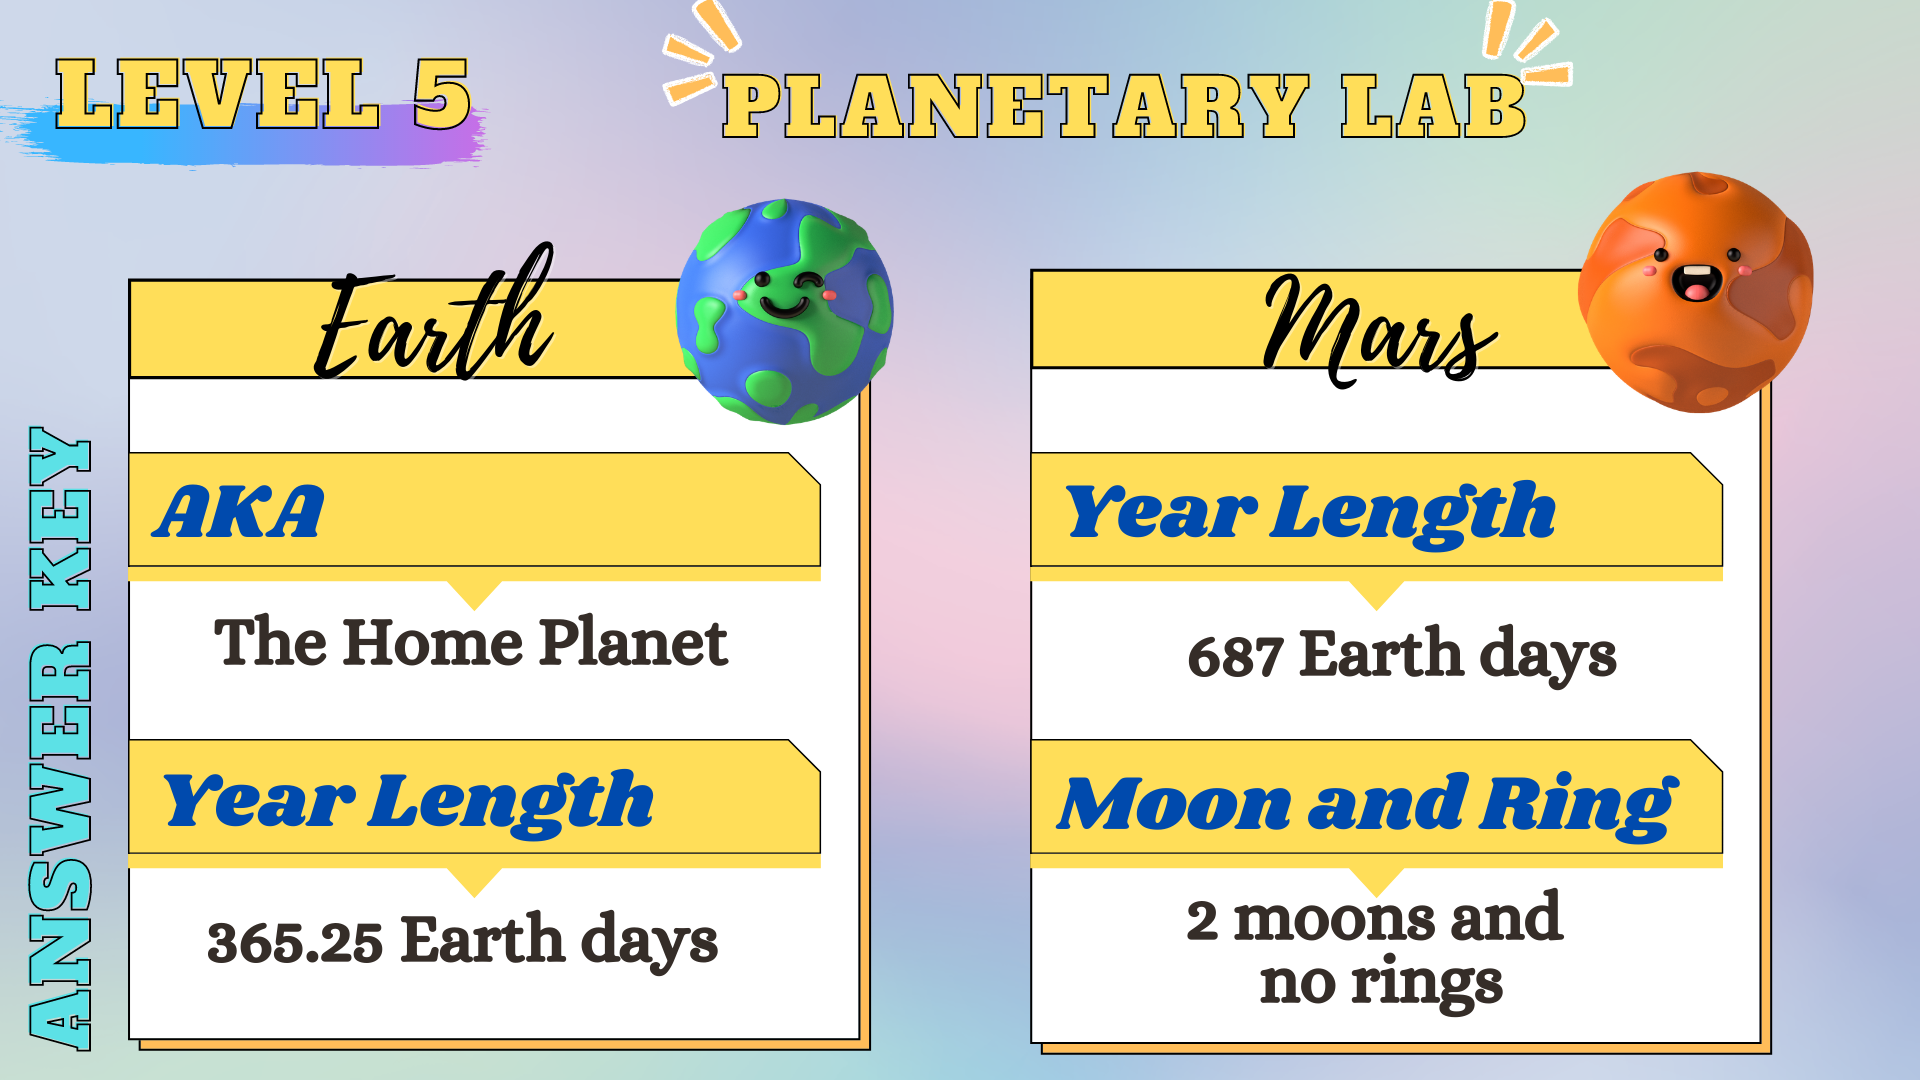 LEVEL 5
PLANETARY LAB
ANSWER KEY
Earth
AKA
The Home Planet
Year Length
365.25 Earth days
Mars
Year Length
687 Earth days
Moon and Ring
2 moons and
no rings